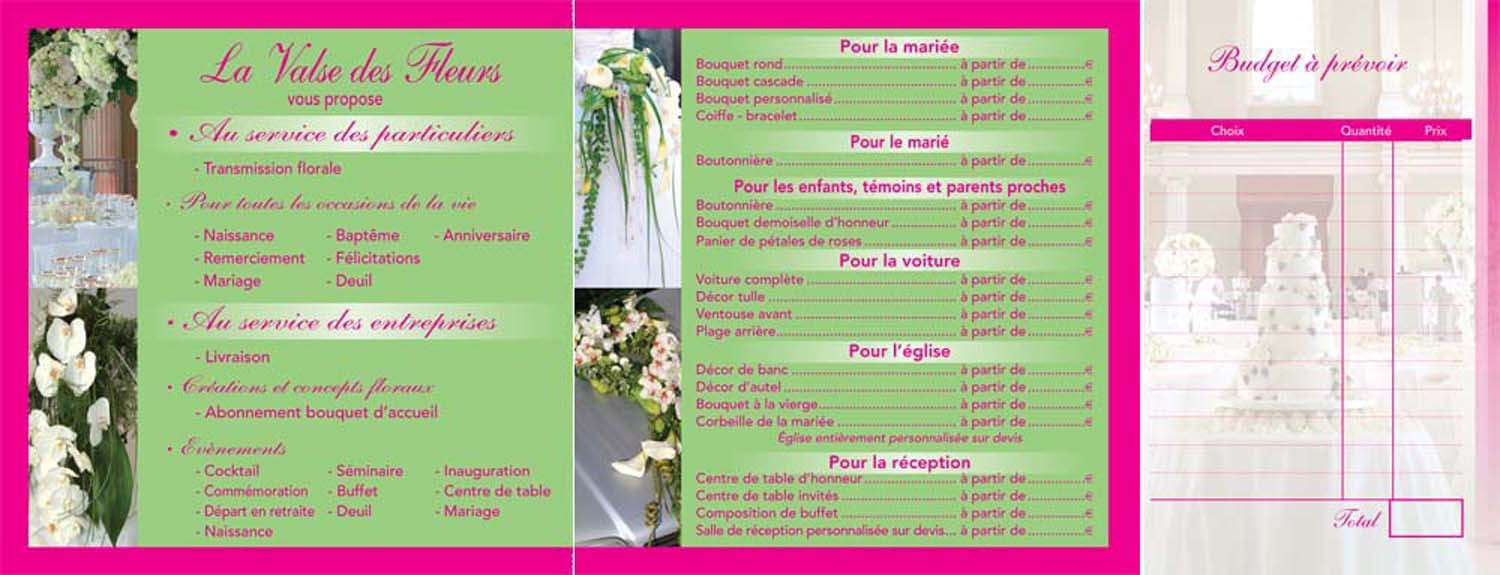 La Valse des Fleurs
vous propose
• Au service des particuliers
- Transmission florale
• Pour toutes les occasions de la vie
- Naissance - Baptême - Anniversaire
- Remerciement - Félicitations
- Mariage - Deuil
• Au service des entreprises
- Livraison
• Créations et concepts floraux
- Abonnement bouquet d'accueil
• Evènements
- Cocktail - Séminaire - Inauguration
- Commémoration - Buffet - Centre de table
- Départ en retraite - Deuil - Mariage
- Naissance
Pour la mariée
Bouquet rond.......................................... à partir de ..............€
Bouquet cascade ..................................... à partir de ..............€
Bouquet personnalisé.............................. à partir de ..............€
Coiffe - bracelet....................................... à partir de ..............€
Pour le marié
Boutonnière ............................................ à partir de ..............€
Pour les enfants, témoins et parents proches
Boutonnière ............................................ à partir de ..............€
Bouquet demoiselle d'honneur ................ à partir de ..............€
Panier de pétales de roses ....................... à partir de ..............€
Pour la voiture
Voiture complète ..................................... à partir de ..............€
Décor tulle .............................................. à partir de ..............€
Ventouse avant ........................................ à partir de ..............€
Plage arrière............................................ à partir de ..............€
Pour l'église
Décor de banc ......................................... à partir de ..............€
Décor d'autel .......................................... à partir de ..............€
Bouquet à la vierge.................................. à partir de ..............€
Corbeille de la mariée ............................. à partir de ..............€
Église entièrement personnalisée sur devis
Pour la réception
Centre de table d'honneur ....................... à partir de ..............€
Centre de table invités ............................ à partir de ..............€
Composition de buffet ............................. à partir de ..............€
Salle de réception personnalisée sur devis... à partir de ..............€
Budget à prévoir
Choix Quantité Prix
Total